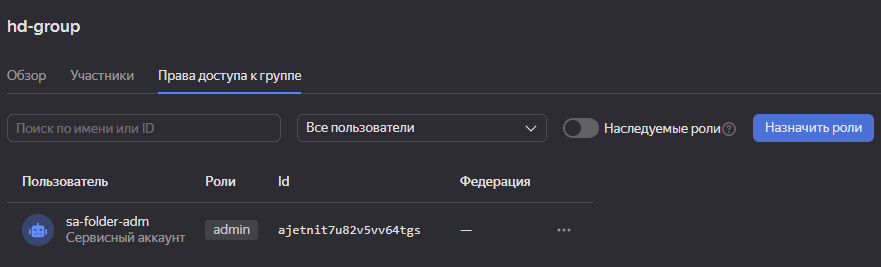 hd-group
Обзор Участники Права доступа к группе
Поиск по имени или ID Все пользователи Наследуемые роли ? Назначить роли
Пользователь Роли Id Федерация
sa-folder-adm
Сервисный аккаунт admin ajetnit7u82v5vv64tgs —